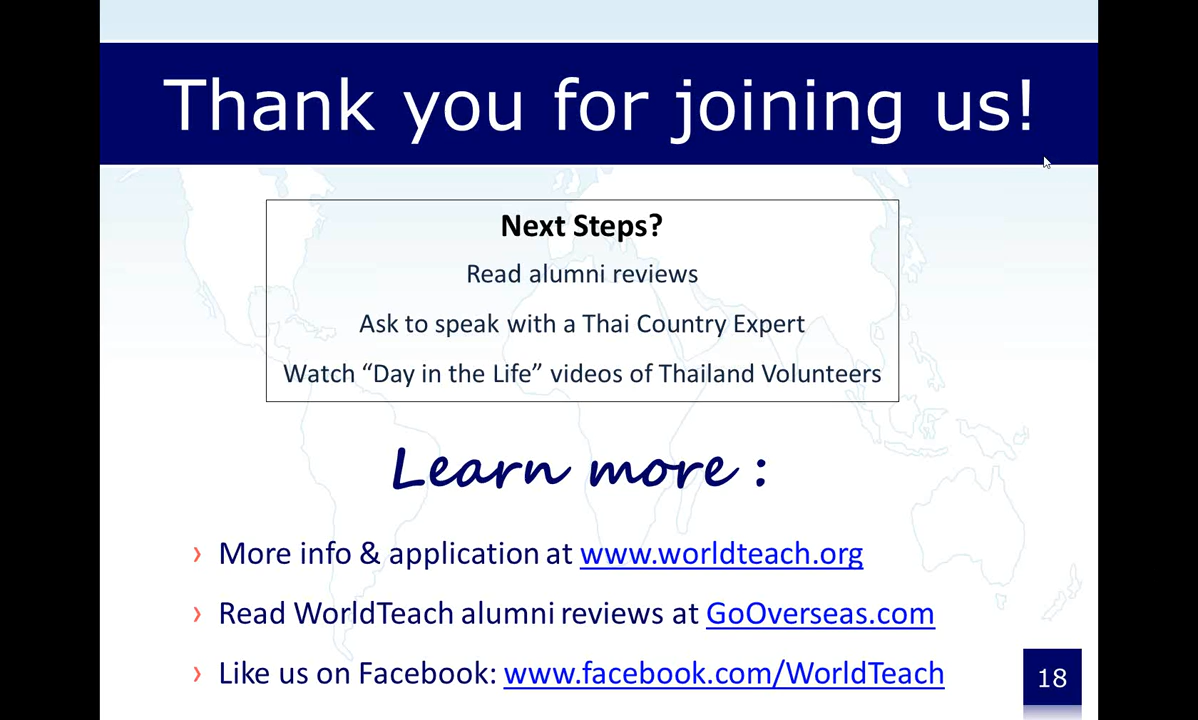 Thank you for joining us!
Next Steps?
Read alumni reviews
Ask to speak with a Thai Country Expert
Watch “Day in the Life” videos of Thailand Volunteers
Learn more :
› More info & application at www.worldteach.org
› Read WorldTeach alumni reviews at GoOverseas.com
› Like us on Facebook: www.facebook.com/WorldTeach
18